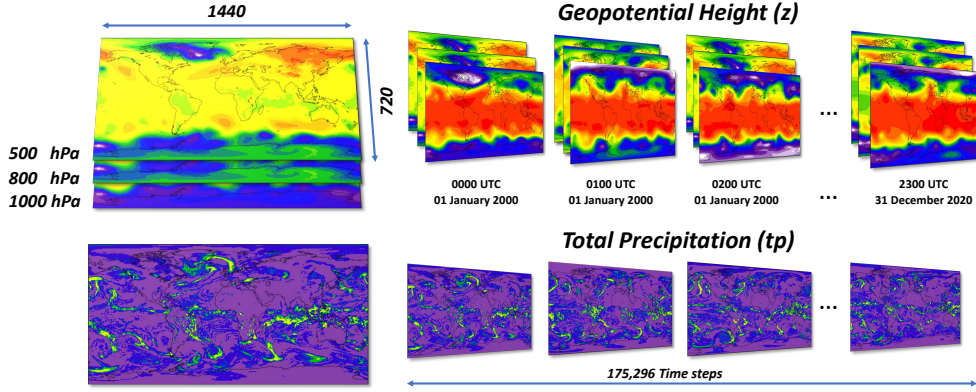 1440
Geopotential Height (z)
720
500 hPa
800 hPa
1000 hPa
...
0000 UTC
01 January 2000
0100 UTC
01 January 2000
0200 UTC
01 January 2000
...
2300 UTC
31 December 2020
Total Precipitation (tp)
...
175,296 Time steps